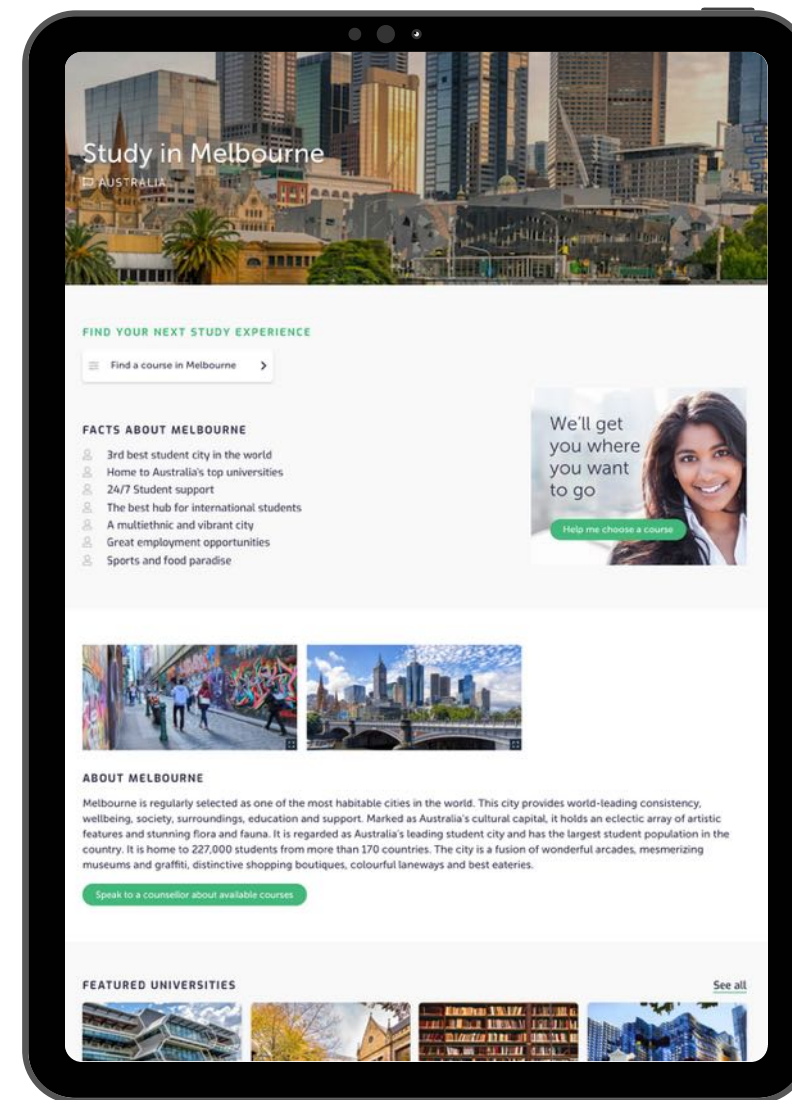 Study in Melbourne
AUSTRALIA
FIND YOUR NEXT STUDY EXPERIENCE
Find a course in Melbourne
FACTS ABOUT MELBOURNE
3rd best student city in the world
Home to Australia's top universities
24/7 Student support
The best hub for international students
A multiethnic and vibrant city
Great employment opportunities
Sports and food paradise
We'll get
you where
you want
to go
Help me choose a course
ABOUT MELBOURNE
Melbourne is regularly selected as one of the most habitable cities in the world. This city provides world-leading consistency,
wellbeing, society, surroundings, education and support. Marked as Australia's cultural capital, it holds an eclectic array of artistic
features and stunning flora and fauna. It is regarded as Australia's leading student city and has the largest student population in the
country. It is home to 227,000 students from more than 170 countries. The city is a fusion of wonderful arcades, mesmerizing
museums and graffiti, distinctive shopping boutiques, colourful laneways and best eateries.
Speak to a counsellor about available courses
FEATURED UNIVERSITIES
See all